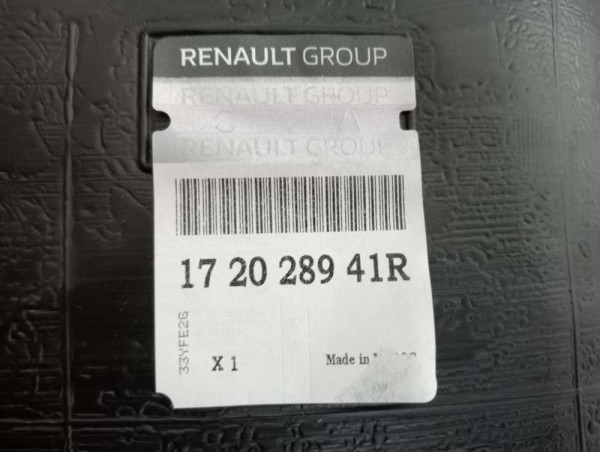 RENAULT GROUP
RENAULT GROUP
RENAULT GROUP
17 20 289 41R
33YFE26
X 1
Made in